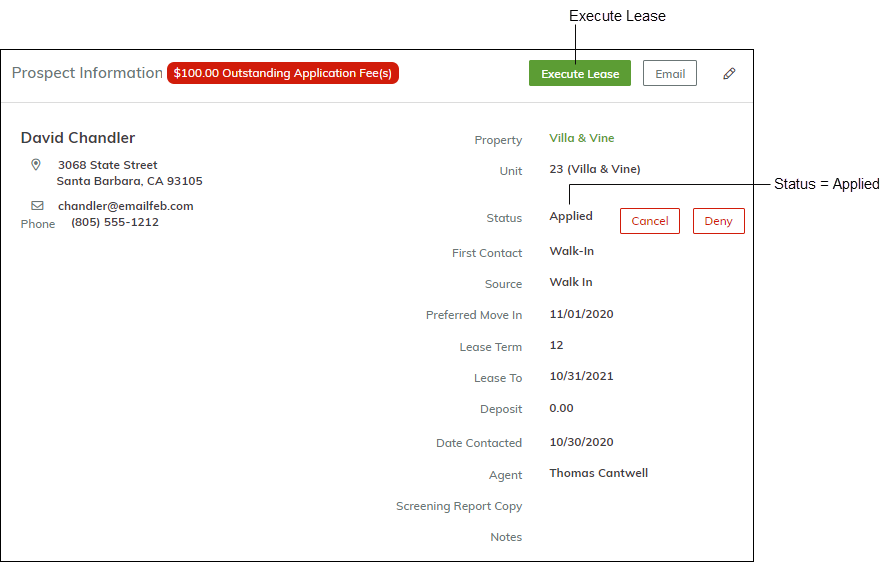 Execute Lease
Prospect Information $100.00 Outstanding Application Fee(s) Execute Lease Email
David Chandler
3068 State Street
Santa Barbara, CA 93105
chandler@emailfeb.com
Phone (805) 555-1212
Property Villa & Vine
Unit 23 (Villa & Vine)
Status Applied Cancel Deny
Status = Applied
First Contact Walk-In
Source Walk In
Preferred Move In 11/01/2020
Lease Term 12
Lease To 10/31/2021
Deposit 0.00
Date Contacted 10/30/2020
Agent Thomas Cantwell
Screening Report Copy
Notes